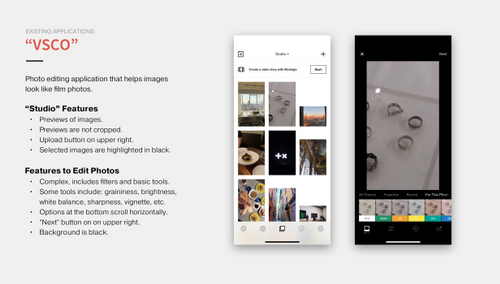 EXISTING APPLICATIONS
“VSCO”
Photo editing application that helps images
look like film photos.
“Studio” Features
• Previews of images.
• Previews are not cropped.
• Upload button on upper right.
• Selected images are highlighted in black.
Features to Edit Photos
• Complex, includes filters and basic tools.
• Some tools include: graininess, brightness,
white balance, sharpness, vignette, etc.
• Options at the bottom scroll horizontally.
• "Next" button on on upper right.
• Background is black.
Studio
Create a video story with Montage
Start
Next
All Presets Favorites Recent For This Photo